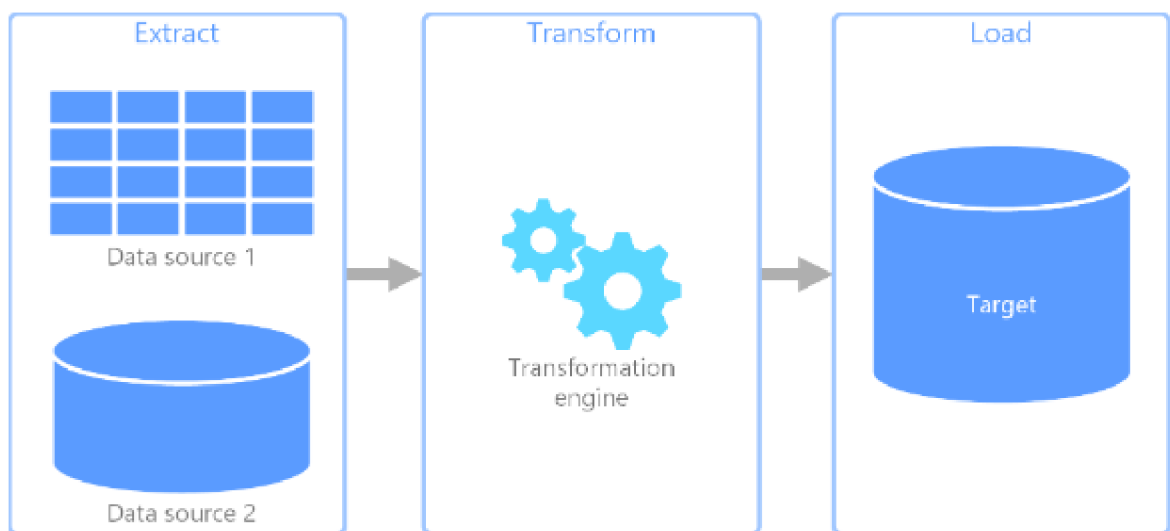 Extract
Data source 1
Data source 2
Transform
Transformation
engine
Load
Target